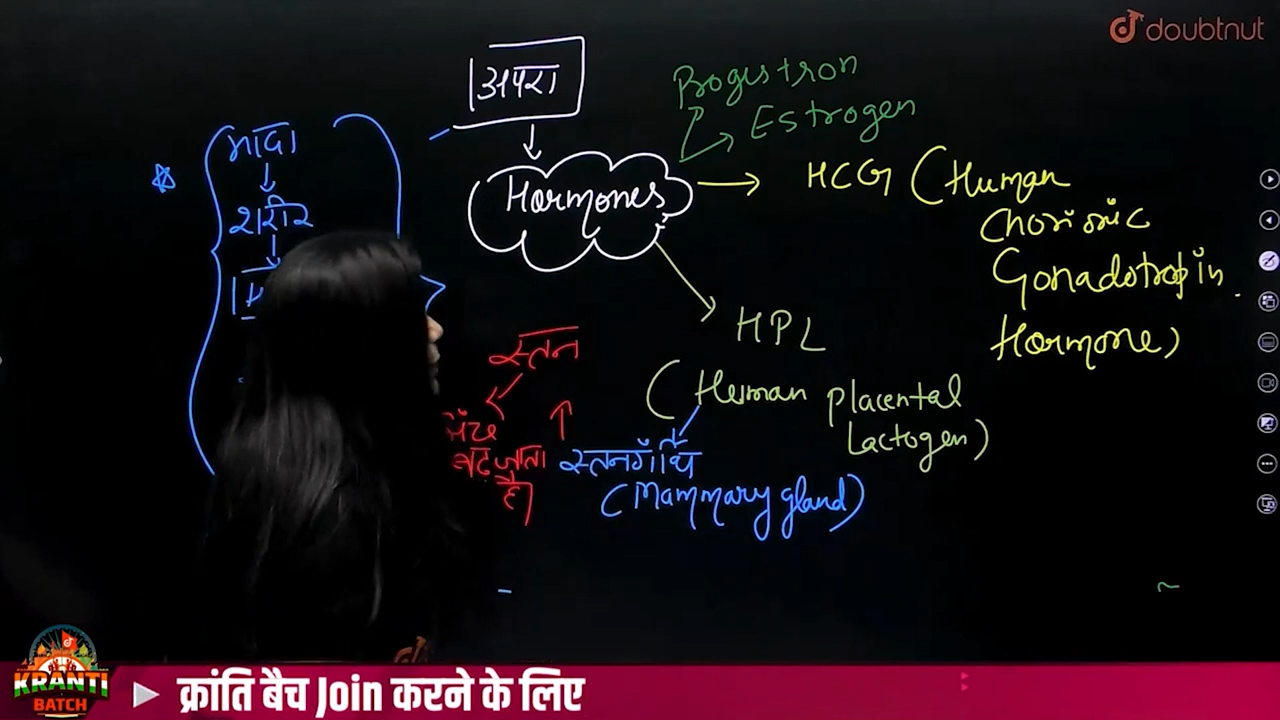 doubtnut
अपरा
Progestron
Estrogen
Hormones
HCG (Human
Chorionic
Gonadotropin
Hormone)
मादा
शरीर
HPL
(Human placental
Lactogen)
स्तन
बढ़ जाता
है।
स्तनग्रंथि
(Mammary gland)
KRANTI
BATCH
क्रांति बैच Join करने के लिए